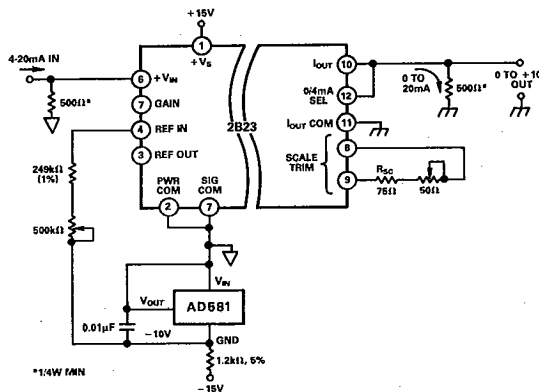 +15V
1
+VS
4-20mA IN
6
+VIN
500Ω*
7
GAIN
4
REF IN
3
REF OUT
249kΩ
(1%)
500kΩ
PWR
COM
SIG
COM
2
7
2B23
IOUT
10
0/4mA
SEL
12
IOUT COM
11
SCALE
TRIM
8
9
0 TO
20mA
500Ω*
0 TO +10
OUT
RSC
75Ω
50Ω
VIN
VOUT
AD581
0.01μF
-10V
GND
1.2kΩ, 5%
*1/4W MIN
-15V